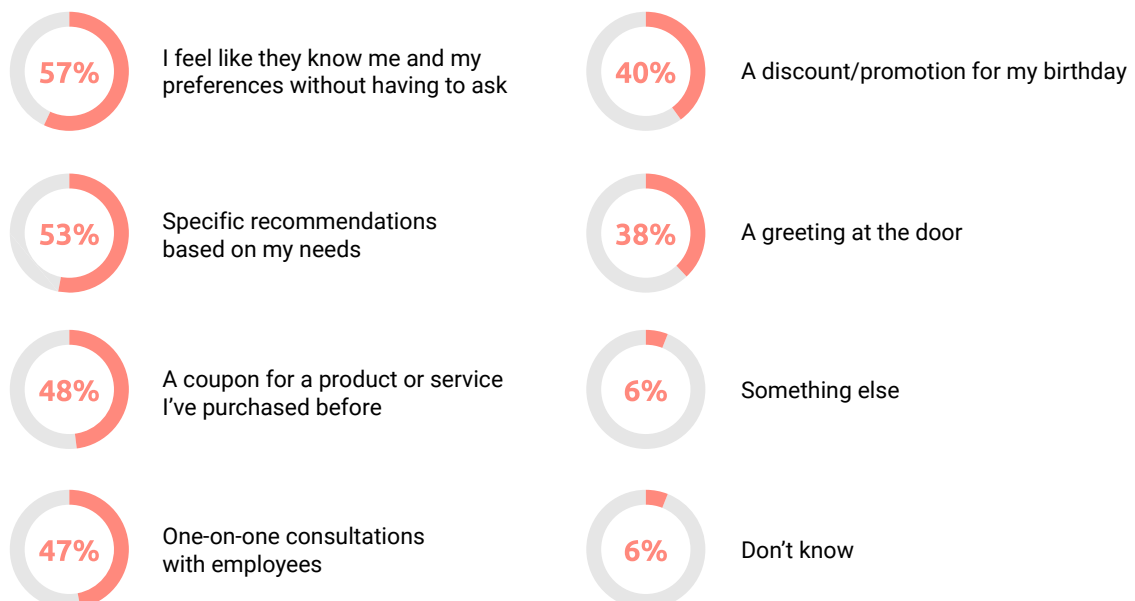 57%
I feel like they know me and my
preferences without having to ask
53%
Specific recommendations
based on my needs
48%
A coupon for a product or service
I’ve purchased before
47%
One-on-one consultations
with employees
40%
A discount/promotion for my birthday
38%
A greeting at the door
6%
Something else
6%
Don’t know